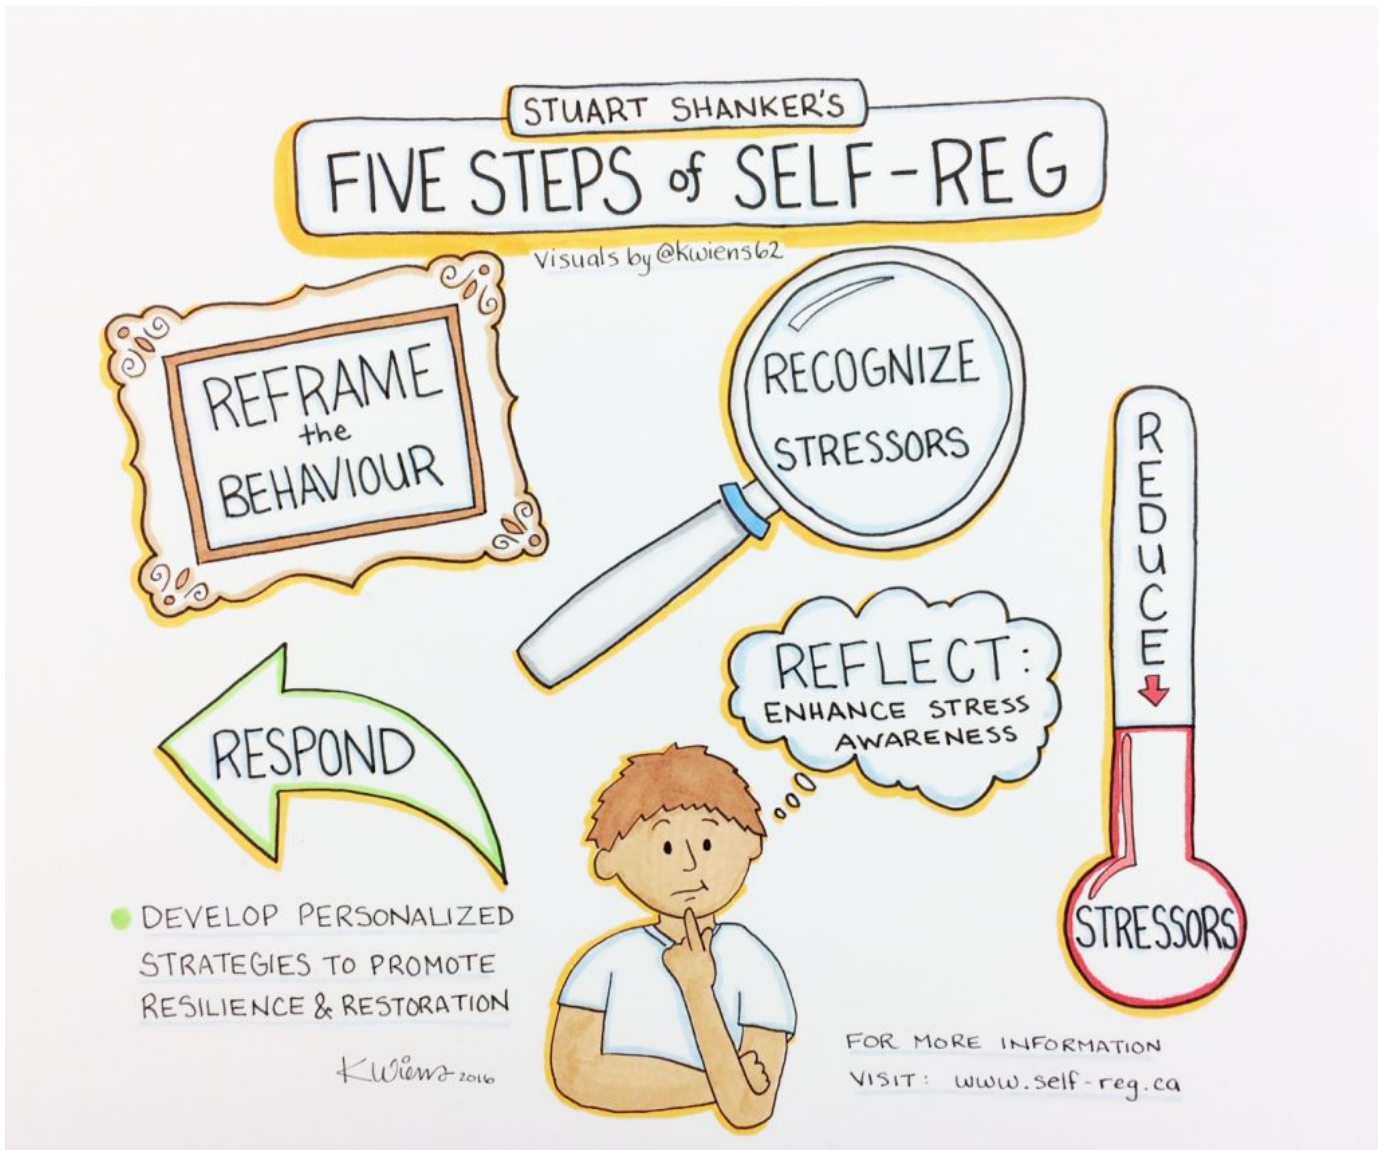 STUART SHANKER'S
FIVE STEPS of SELF-REG
Visuals by @kwiens62
REFRAME
the
BEHAVIOUR
RECOGNIZE
STRESSORS
REDUCE
STRESSORS
REFLECT:
ENHANCE STRESS
AWARENESS
RESPOND
DEVELOP PERSONALIZED
STRATEGIES TO PROMOTE
RESILIENCE & RESTORATION
KWiens 2016
FOR MORE INFORMATION
VISIT: www.self-reg.ca